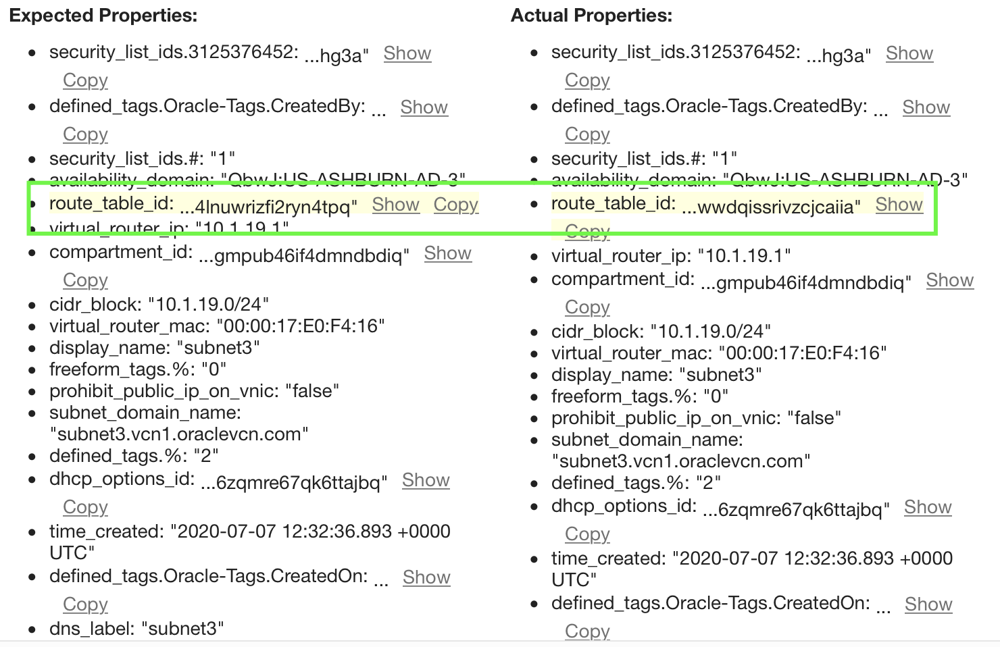 Expected Properties:
• security_list_ids.3125376452: ...hg3a" Show
Copy
• defined_tags.Oracle-Tags.CreatedBy: ... Show
Copy
• security_list_ids.#: "1"
• availability_domain: "QbwJ:US-ASHBURN-AD-3"
• route_table_id: ...4lnuwrizfi2ryn4tpq" Show Copy
• virtual_router_ip: "10.1.19.1"
• compartment_id: ...gmpub46if4dmndbdiq" Show
Copy
• cidr_block: "10.1.19.0/24"
• virtual_router_mac: "00:00:17:E0:F4:16"
• display_name: "subnet3"
• freeform_tags.%: "0"
• prohibit_public_ip_on_vnic: "false"
• subnet_domain_name:
"subnet3.vcn1.oraclevcn.com"
• defined_tags.%: "2"
• dhcp_options_id: ...6zqmre67qk6ttajbq" Show
Copy
• time_created: "2020-07-07 12:32:36.893 +0000
UTC"
• defined_tags.Oracle-Tags.CreatedOn: ... Show
Copy
• dns_label: "subnet3"
Actual Properties:
• security_list_ids.3125376452: ...hg3a" Show
Copy
• defined_tags.Oracle-Tags.CreatedBy: ... Show
Copy
• security_list_ids.#: "1"
• availability_domain: "QbwJ:US-ASHBURN-AD-3"
• route_table_id: ...wwdqissrivzcjcaiia" Show
Copy
• virtual_router_ip: "10.1.19.1"
• compartment_id: ...gmpub46if4dmndbdiq" Show
Copy
• cidr_block: "10.1.19.0/24"
• virtual_router_mac: "00:00:17:E0:F4:16"
• display_name: "subnet3"
• freeform_tags.%: "0"
• prohibit_public_ip_on_vnic: "false"
• subnet_domain_name:
"subnet3.vcn1.oraclevcn.com"
• defined_tags.%: "2"
• dhcp_options_id: ...6zqmre67qk6ttajbq" Show
Copy
• time_created: "2020-07-07 12:32:36.893 +0000
UTC"
• defined_tags.Oracle-Tags.CreatedOn: ... Show
Copy